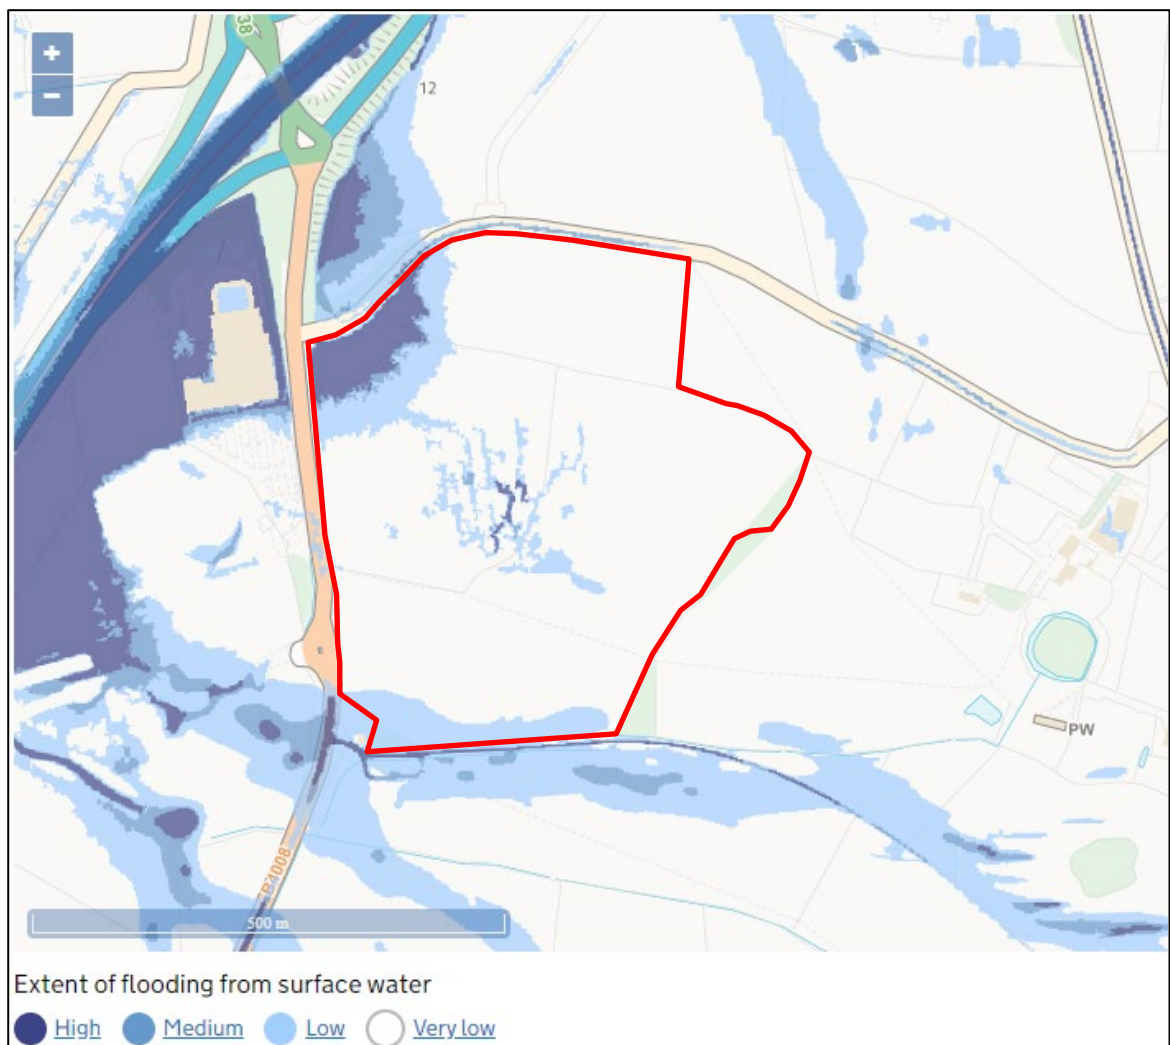 +
38
−
12
PW
B4008
500 m
Extent of flooding from surface water
High Medium Low Very low